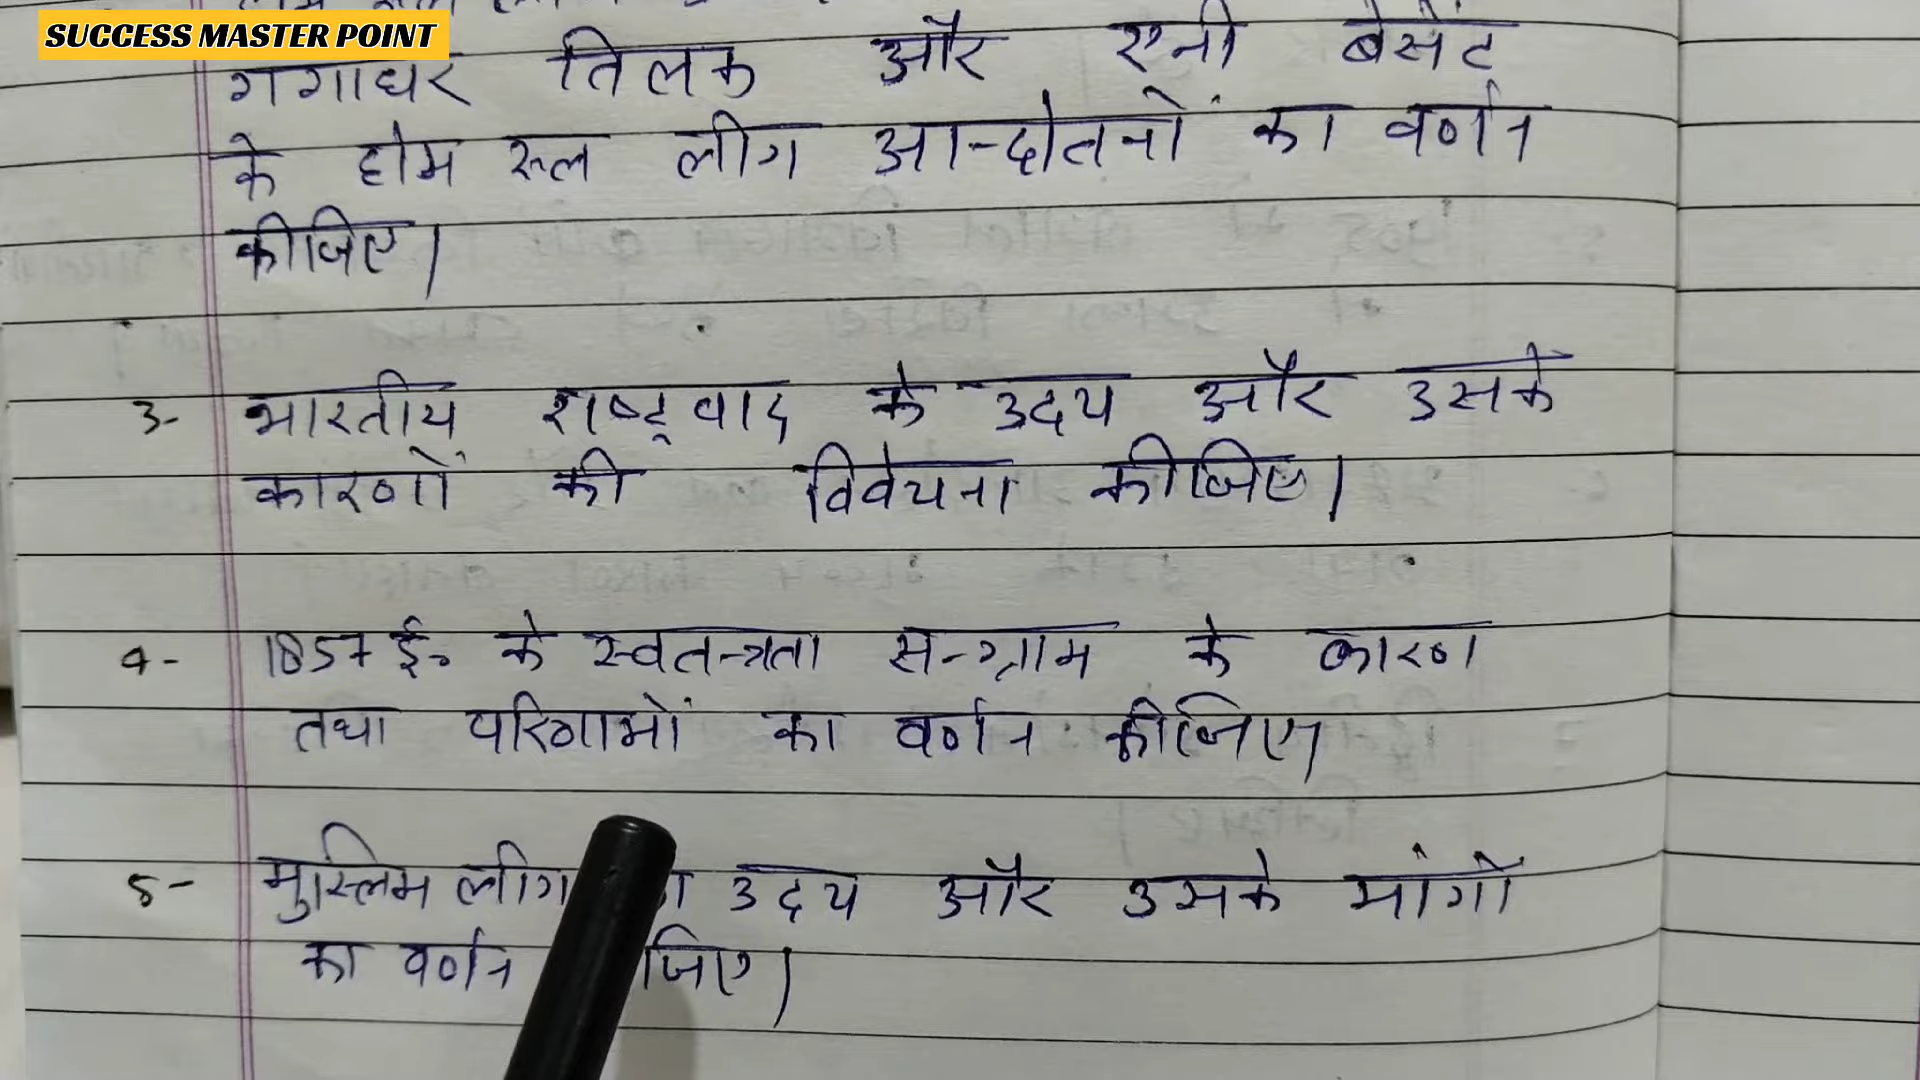 SUCCESS MASTER POINT
गगाधर तिलक और एनी बेसेंट
के होम रूल लीग आन्दोलनों का वर्णन
कीजिए।
3- भारतीय राष्ट्रवाद के उदय और उसके
कारणों की विवेचना कीजिए।
4- 1857 ई० के स्वतन्त्रता सन्ग्राम के कारण
तथा परिणामों का वर्णन कीजिए।
5- मुस्लिम लीग उदय और उसके मांगों
का वर्णन